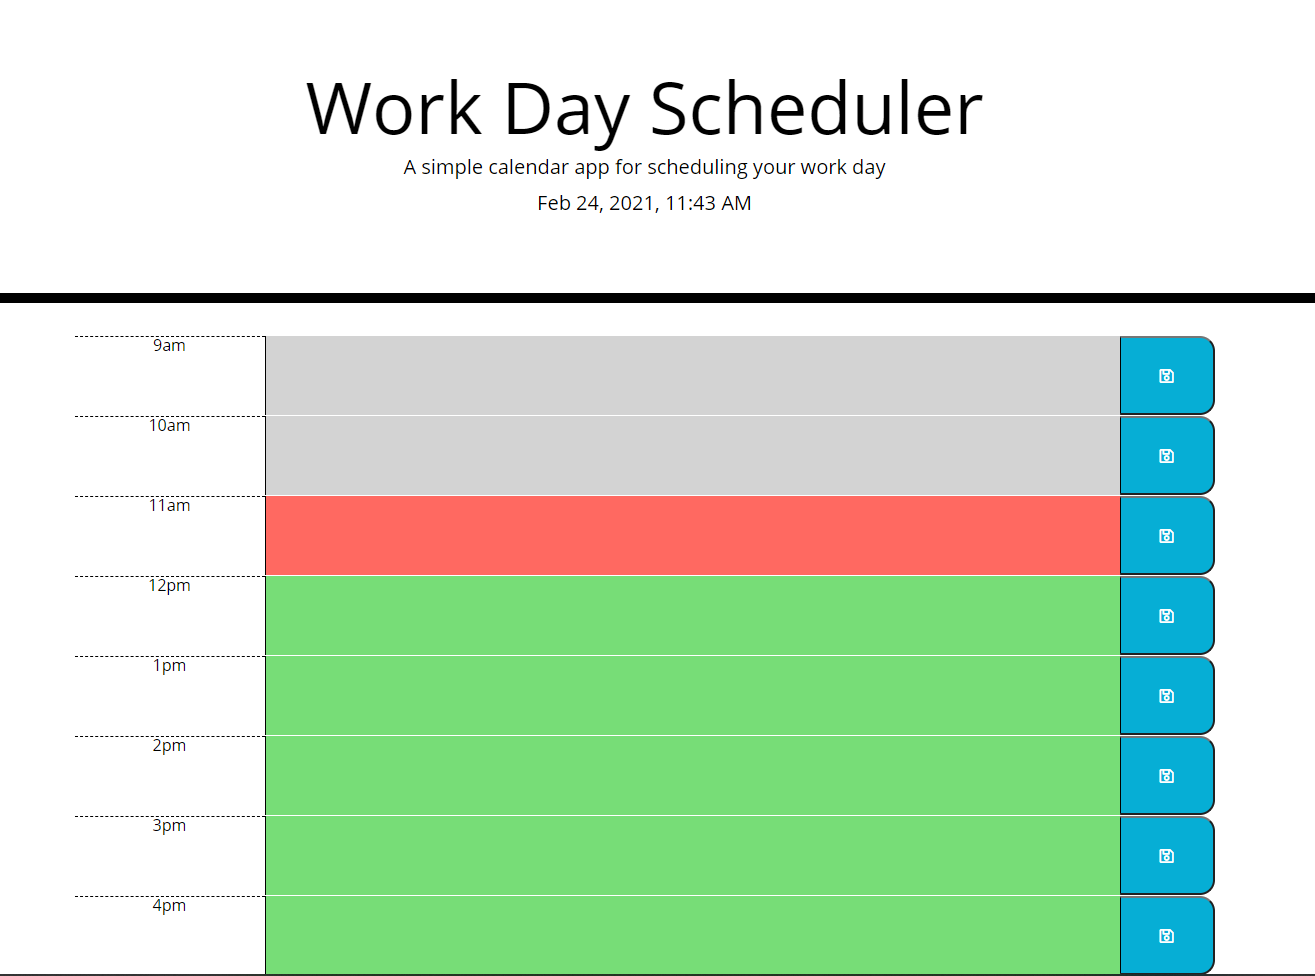 Work Day Scheduler
A simple calendar app for scheduling your work day
Feb 24, 2021, 11:43 AM
9am
10am
11am
12pm
1pm
2pm
3pm
4pm